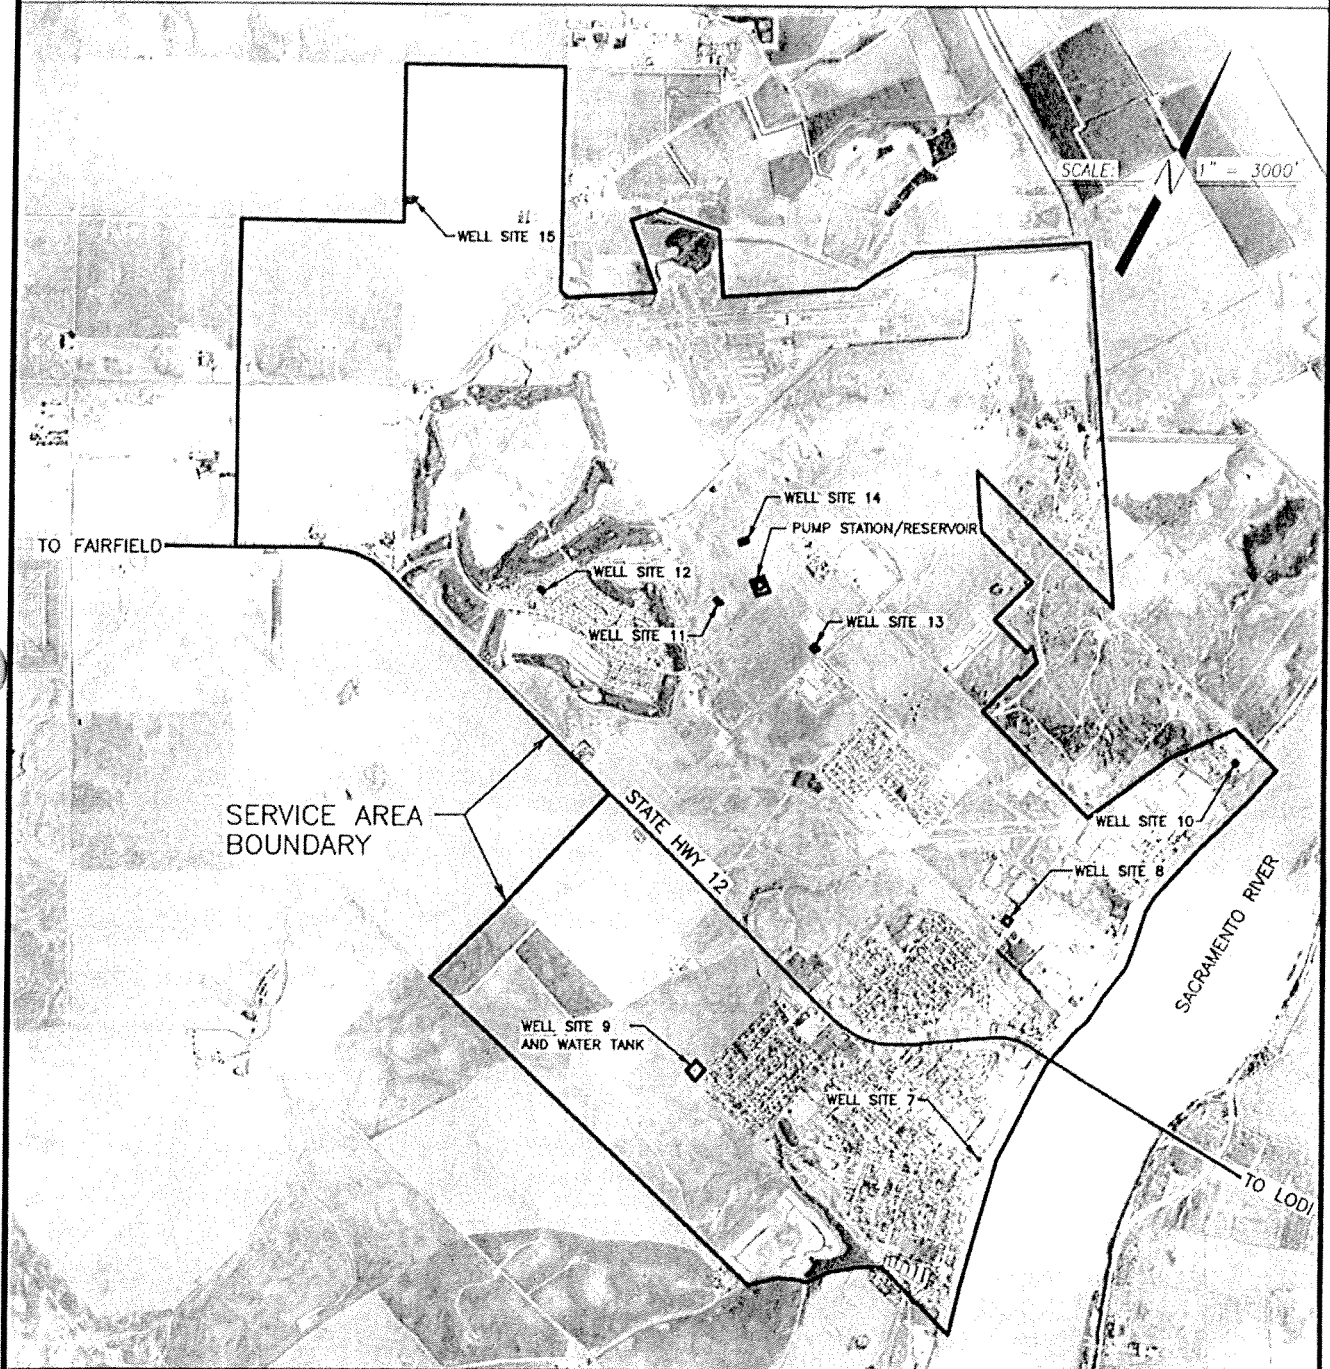 SCALE: 1" = 3000'
N
WELL SITE 15
WELL SITE 14
PUMP STATION/RESERVOIR
TO FAIRFIELD
WELL SITE 12
WELL SITE 11
WELL SITE 13
SERVICE AREA
BOUNDARY
STATE HWY 12
WELL SITE 10
WELL SITE 8
SACRAMENTO RIVER
WELL SITE 9
AND WATER TANK
WELL SITE 7
TO LODI